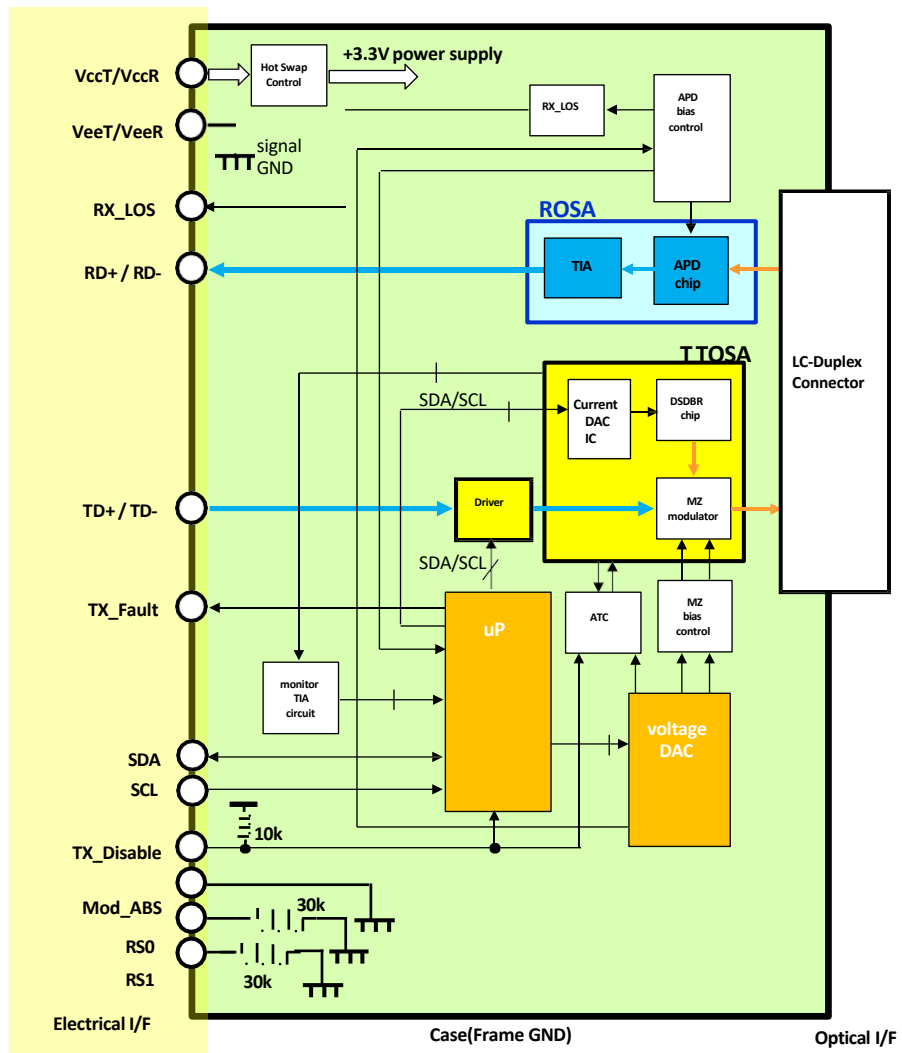 VccT/VccR
Hot Swap
Control
+3.3V power supply
VeeT/VeeR
signal
GND
RX_LOS
APD
bias
control
RX_LOS
ROSA
RD+ / RD-
TIA
APD
chip
LC-Duplex
Connector
T TOSA
SDA/SCL
Current
DAC
IC
DSDBR
chip
TD+ / TD-
Driver
MZ
modulator
SDA/SCL
TX_Fault
uP
ATC
MZ
bias
control
monitor
TIA
circuit
voltage
DAC
SDA
SCL
10k
TX_Disable
Mod_ABS
30k
RS0
RS1
30k
Electrical I/F
Case(Frame GND)
Optical I/F